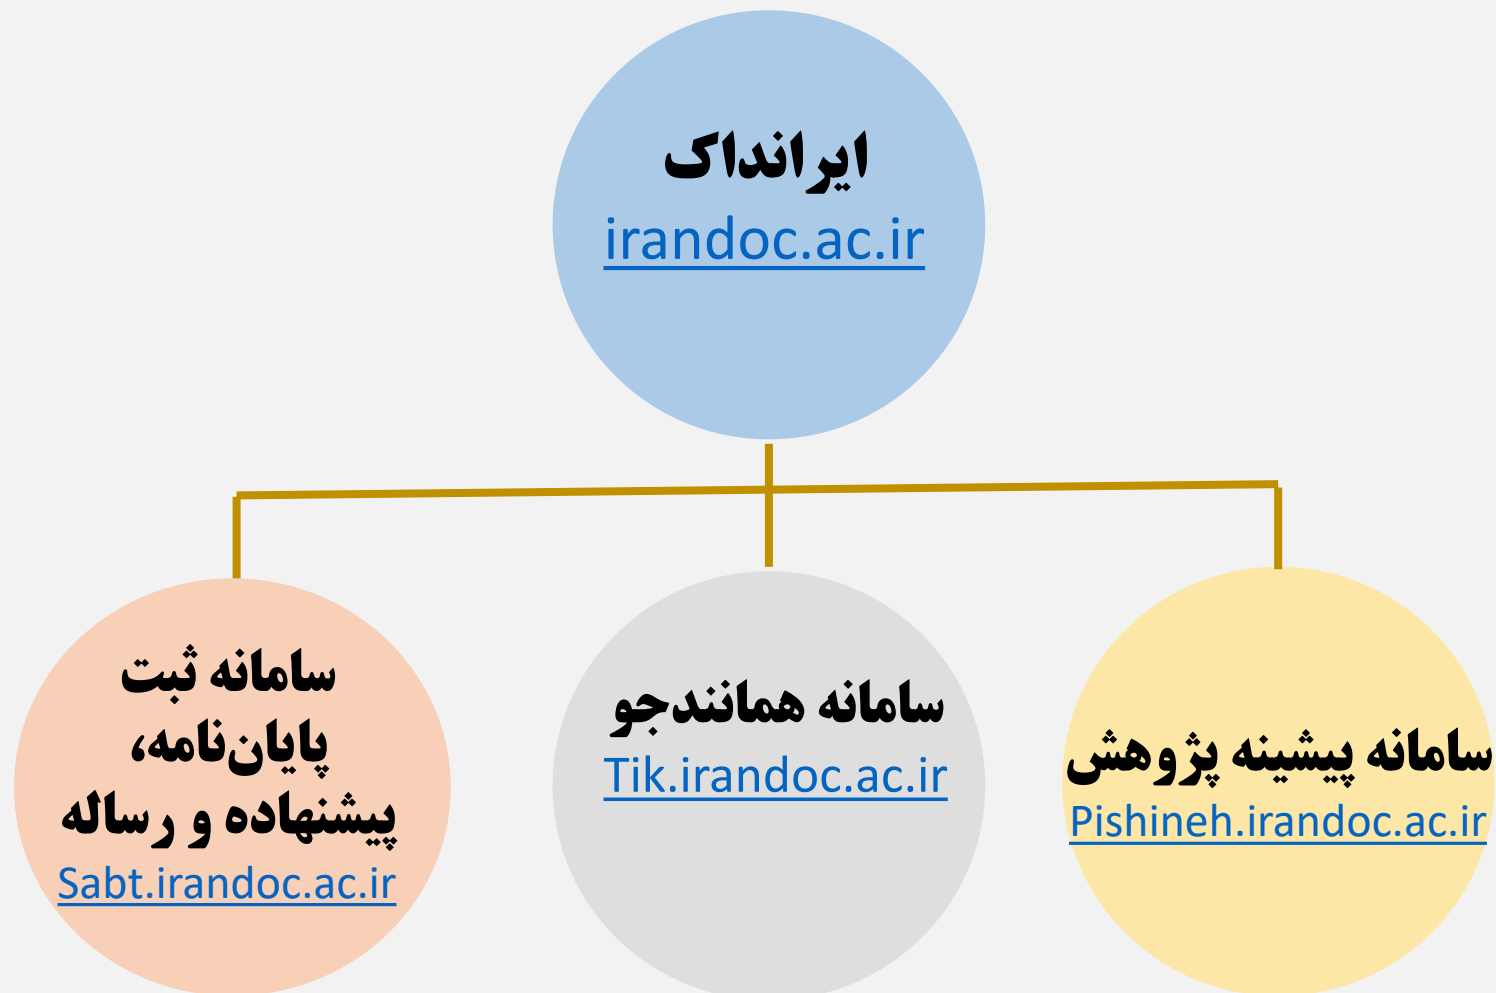 ایرانداک
irandoc.ac.ir
سامانه پیشینه پژوهش
Pishineh.irandoc.ac.ir
سامانه همانندجو
Tik.irandoc.ac.ir
سامانه ثبت
پایان‌نامه،
پیشنهاده و رساله
Sabt.irandoc.ac.ir